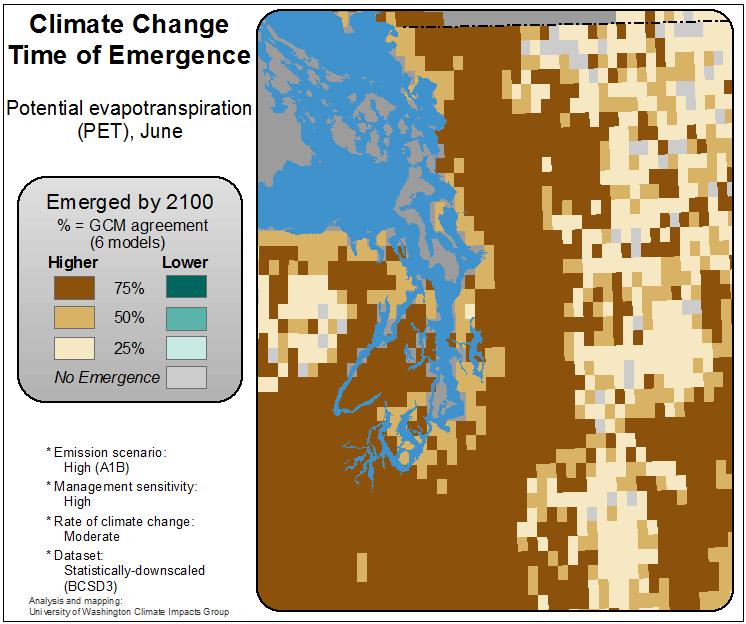 Climate Change
Time of Emergence
Potential evapotranspiration
(PET), June
Emerged by 2100
% = GCM agreement
(6 models)
Higher Lower
75%
50%
25%
No Emergence
* Emission scenario:
High (A1B)
* Management sensitivity:
High
* Rate of climate change:
Moderate
* Dataset:
Statistically-downscaled
(BCSD3)
Analysis and mapping:
University of Washington Climate Impacts Group